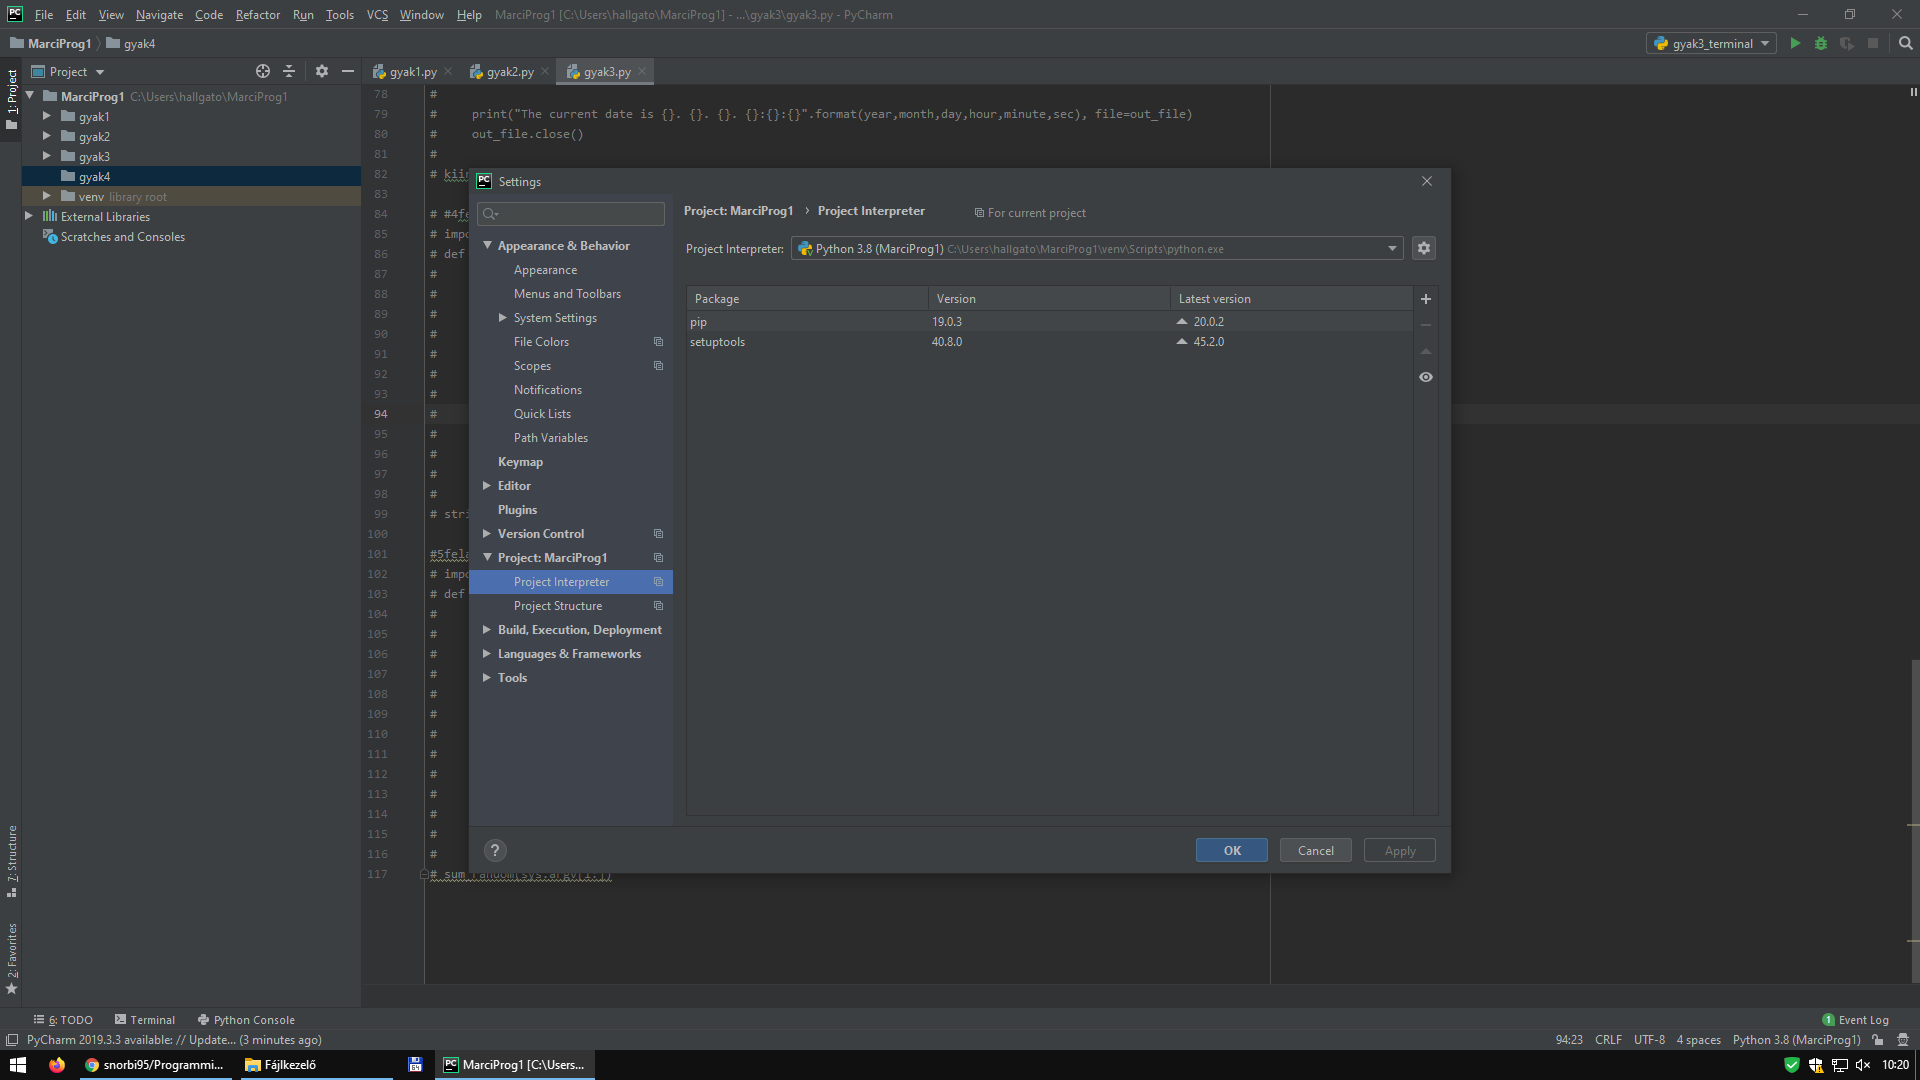 File Edit View Navigate Code Refactor Run Tools VCS Window Help MarciProg1 [C:\Users\hallgato\MarciProg1] - ...\gyak3\gyak3.py - PyCharm
MarciProg1 gyak4
gyak3_terminal
1: Project
Project
gyak1.py
gyak2.py
gyak3.py
MarciProg1 C:\Users\hallgato\MarciProg1
gyak1
gyak2
gyak3
gyak4
venv library root
External Libraries
Scratches and Consoles
78 #
79 # print("The current date is {}. {}. {}. {}:{}:{}".format(year,month,day,hour,minute,sec), file=out_file)
80 # out_file.close()
81 #
82 # kiir
83
84 # #4fe
85 # impo
86 # def
87 #
88 #
89 #
90 #
91 #
92 #
93 #
94 #
95 #
96 #
97 #
98 #
99 # stri
100
101 #5fela
102 # impo
103 # def
104 #
105 #
106 #
107 #
108 #
109 #
110 #
111 #
112 #
113 #
114 #
115 #
116 #
117 # sum_random(sys.argv[1:])
Settings
Appearance & Behavior
Appearance
Menus and Toolbars
System Settings
File Colors
Scopes
Notifications
Quick Lists
Path Variables
Keymap
Editor
Plugins
Version Control
Project: MarciProg1
Project Interpreter
Project Structure
Build, Execution, Deployment
Languages & Frameworks
Tools
Project: MarciProg1 › Project Interpreter For current project
Project Interpreter: Python 3.8 (MarciProg1) C:\Users\hallgato\MarciProg1\venv\Scripts\python.exe
Package Version Latest version
pip 19.0.3 20.0.2
setuptools 40.8.0 45.2.0
?
OK Cancel Apply
7: Structure
2: Favorites
6: TODO Terminal Python Console
1 Event Log
PyCharm 2019.3.3 available: // Update... (3 minutes ago)
94:23 CRLF UTF-8 4 spaces Python 3.8 (MarciProg1)
snorbi95/Programmi...
Fájlkezelő
64
MarciProg1 [C:\Users...
10:20